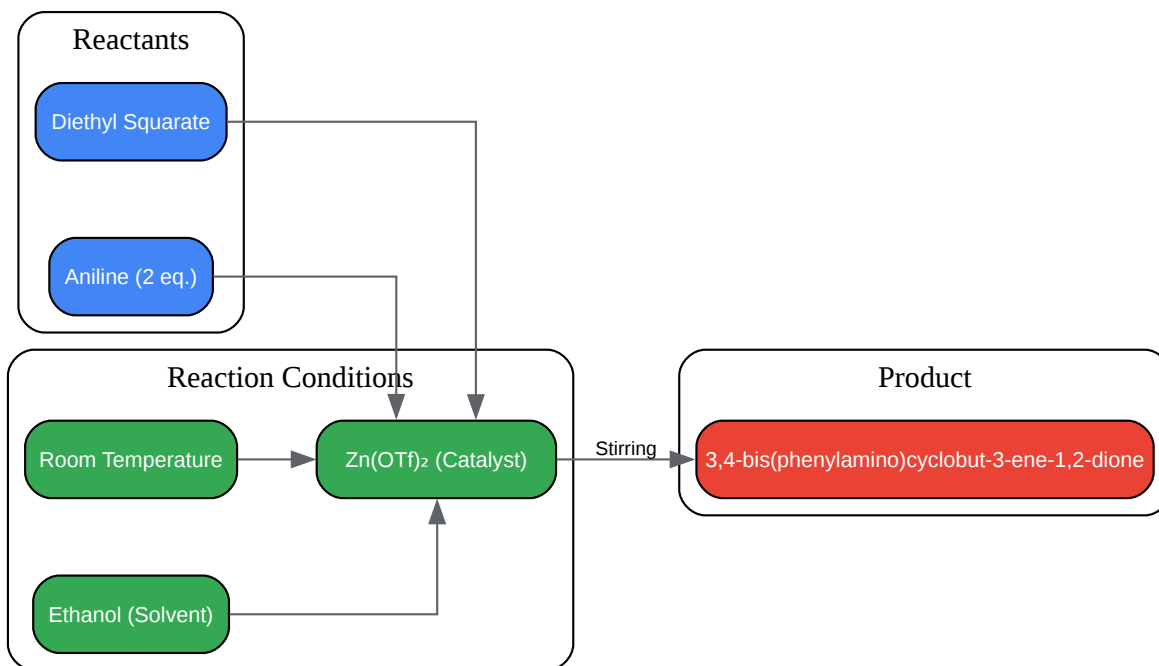 Reactants
Diethyl Squarate
Aniline (2 eq.)
Reaction Conditions
Room Temperature
Zn(OTf)₂ (Catalyst)
Ethanol (Solvent)
Stirring
Product
3,4-bis(phenylamino)cyclobut-3-ene-1,2-dione